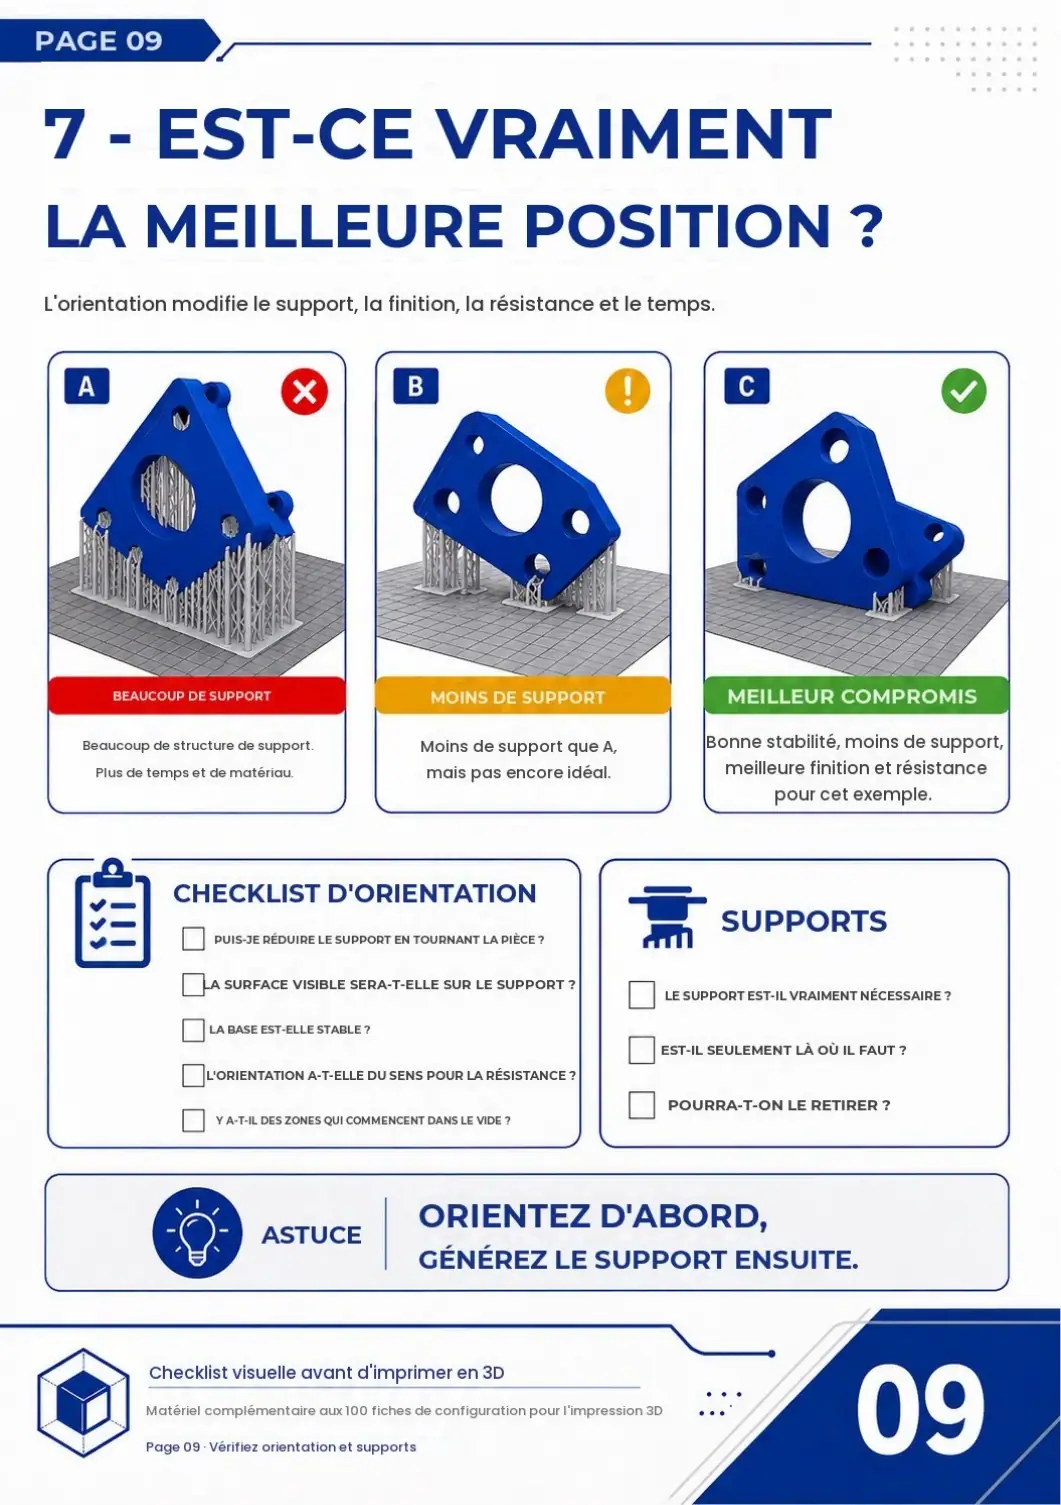 PAGE 09
7 - EST-CE VRAIMENT
LA MEILLEURE POSITION ?
L'orientation modifie le support, la finition, la résistance et le temps.
A
BEAUCOUP DE SUPPORT
Beaucoup de structure de support.
Plus de temps et de matériau.
B
!
MOINS DE SUPPORT
Moins de support que A,
mais pas encore idéal.
C
MEILLEUR COMPROMIS
Bonne stabilité, moins de support,
meilleure finition et résistance
pour cet exemple.
CHECKLIST D'ORIENTATION
PUIS-JE RÉDUIRE LE SUPPORT EN TOURNANT LA PIÈCE ?
LA SURFACE VISIBLE SERA-T-ELLE SUR LE SUPPORT ?
LA BASE EST-ELLE STABLE ?
L'ORIENTATION A-T-ELLE DU SENS POUR LA RÉSISTANCE ?
Y A-T-IL DES ZONES QUI COMMENCENT DANS LE VIDE ?
SUPPORTS
LE SUPPORT EST-IL VRAIMENT NÉCESSAIRE ?
EST-IL SEULEMENT LÀ OÙ IL FAUT ?
POURRA-T-ON LE RETIRER ?
ASTUCE
ORIENTEZ D'ABORD,
GÉNÉREZ LE SUPPORT ENSUITE.
Checklist visuelle avant d'imprimer en 3D
Matériel complémentaire aux 100 fiches de configuration pour l'impression 3D
Page 09 · Vérifiez orientation et supports
09